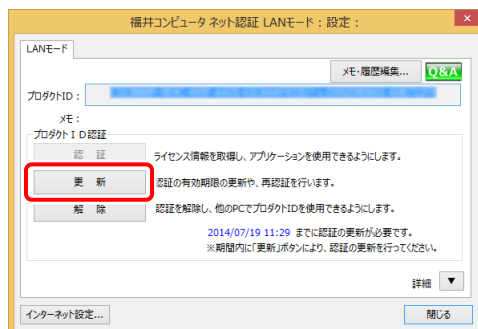 福井コンピュータ ネット認証 LANモード：設定：
×
LANモード
メモ・履歴編集...
Q&A
プロダクトID：
メモ：
プロダクトＩＤ認証
認　証
ライセンス情報を取得し、アプリケーションを使用できるようにします。
更　新
認証の有効期限の更新や、再認証を行います。
解　除
認証を解除し、他のPCでプロダクトIDを使用できるようにします。
2014/07/19 11:29 までに認証の更新が必要です。
※期間内に「更新」ボタンにより、認証の更新を行ってください。
詳細 ▼
インターネット設定...
閉じる